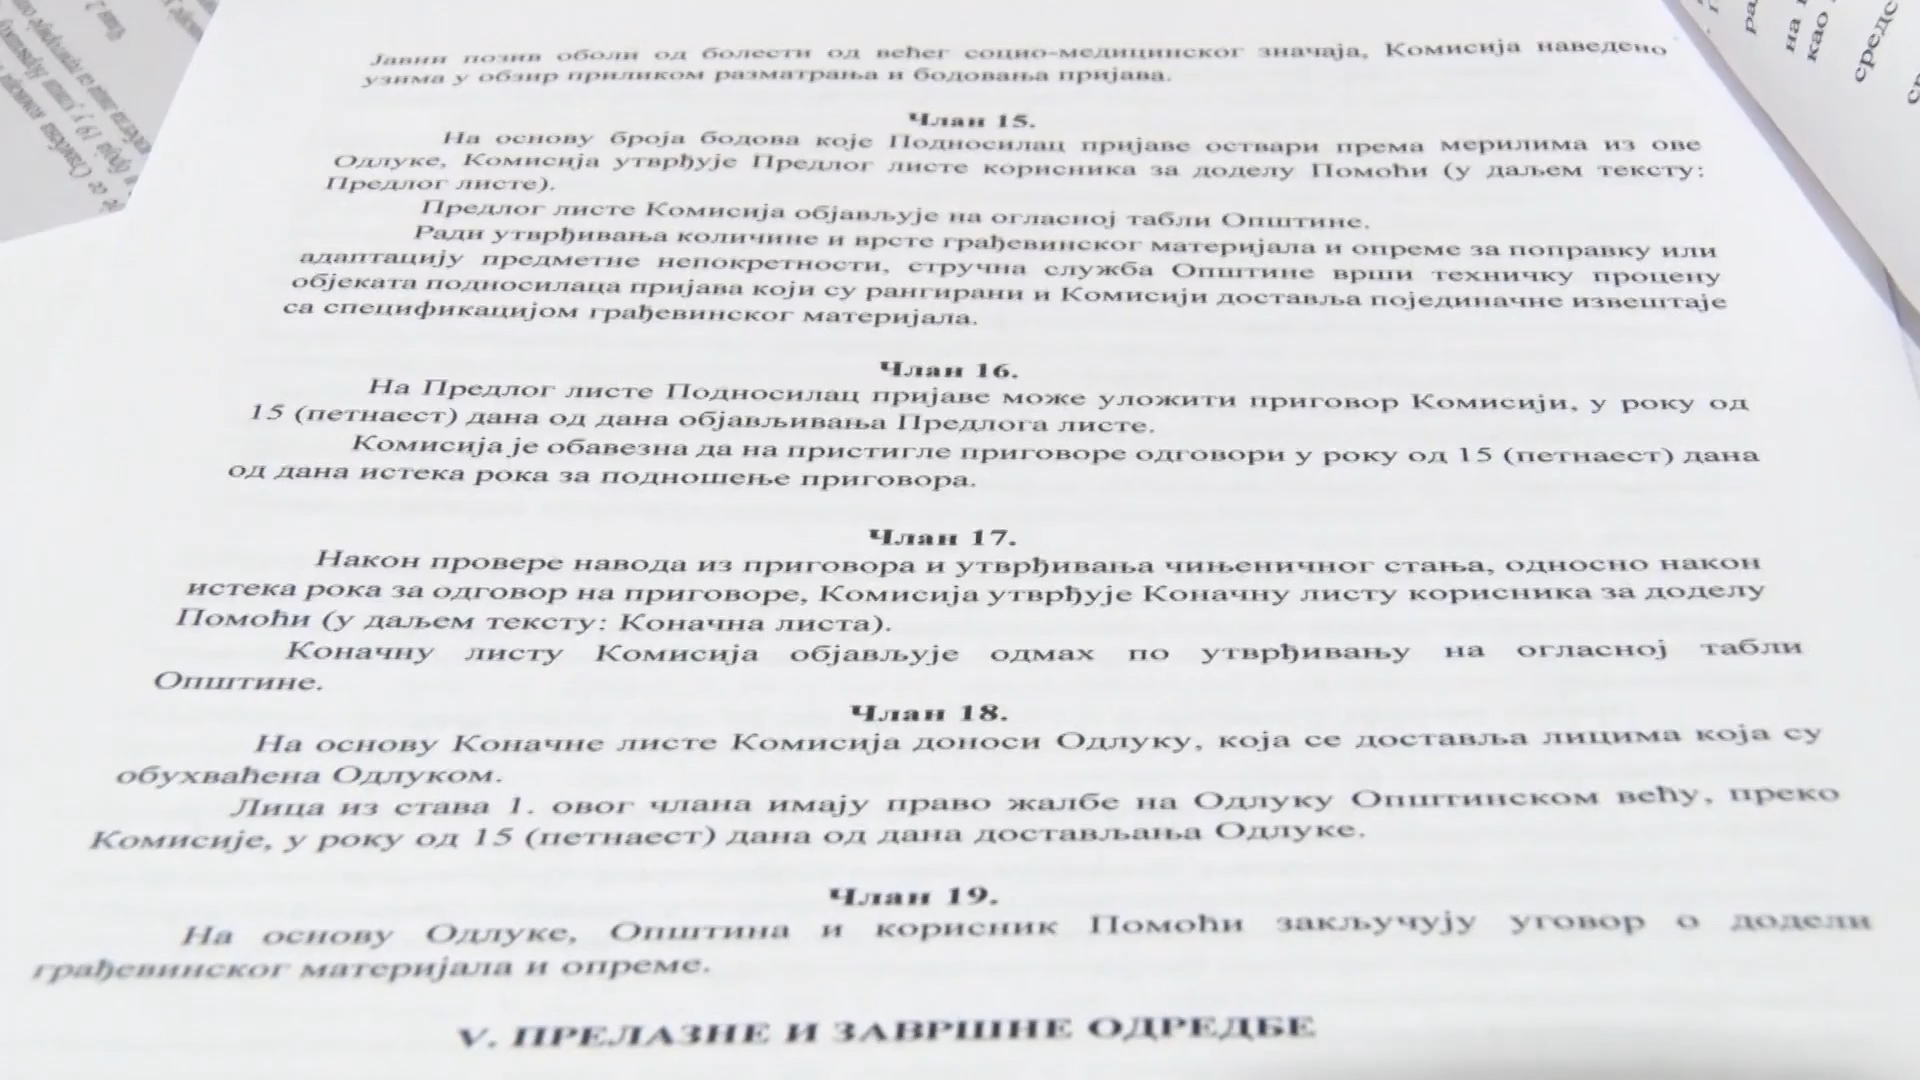 Јавни позив оболи од болести од већег социо-медицинског значаја, Комисија наведено
узима у обзир приликом разматрања и бодовања пријава.
Члан 15.
На основу броја бодова које Подносилац пријаве оствари према мерилима из ове
Одлуке, Комисија утврђује Предлог листе корисника за доделу Помоћи (у даљем тексту:
Предлог листе).
Предлог листе Комисија објављује на огласној табли Општине.
Ради утврђивања количине и врсте грађевинског материјала и опреме за поправку или
адаптацију предметне непокретности, стручна служба Општине врши техничку процену
објеката подносилаца пријава који су рангирани и Комисији доставља појединачне извештаје
са спецификацијом грађевинског материјала.
Члан 16.
На Предлог листе Подносилац пријаве може уложити приговор Комисији, у року од
15 (петнаест) дана од дана објављивања Предлога листе.
Комисија је обавезна да на пристигле приговоре одговори у року од 15 (петнаест) дана
од дана истека рока за подношење приговора.
Члан 17.
Након провере навода из приговора и утврђивања чињеничног стања, односно након
истека рока за одговор на приговоре, Комисија утврђује Коначну листу корисника за доделу
Помоћи (у даљем тексту: Коначна листа).
Коначну листу Комисија објављује одмах по утврђивању на огласној табли
Општине.
Члан 18.
На основу Коначне листе Комисија доноси Одлуку, која се доставља лицима која су
обухваћена Одлуком.
Лица из става 1. овог члана имају право жалбе на Одлуку Општинском већу, преко
Комисије, у року од 15 (петнаест) дана од дана достављања Одлуке.
Члан 19.
На основу Одлуке, Општина и корисник Помоћи закључују уговор о додели
грађевинског материјала и опреме.
V. ПРЕЛАЗНЕ И ЗАВРШНЕ ОДРЕДБЕ
на
као